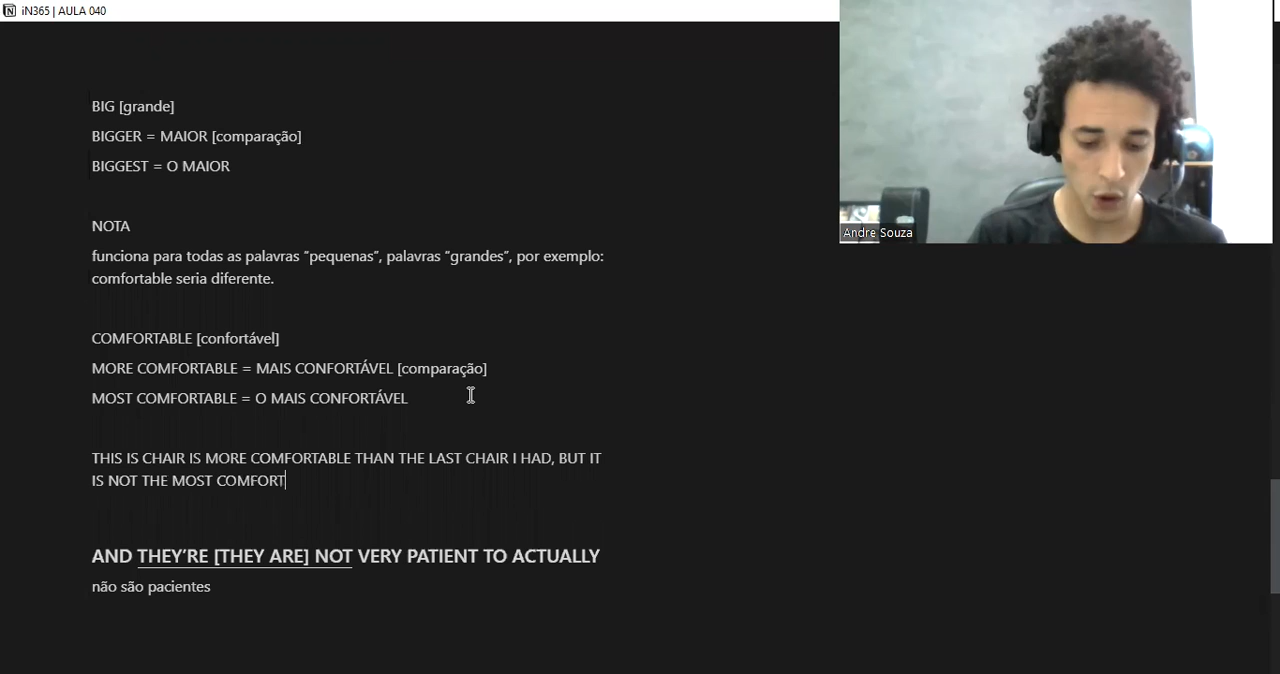 iN365 | AULA 040
BIG [grande]
BIGGER = MAIOR [comparação]
BIGGEST = O MAIOR
NOTA
funciona para todas as palavras “pequenas”, palavras “grandes”, por exemplo:
comfortable seria diferente.
COMFORTABLE [confortável]
MORE COMFORTABLE = MAIS CONFORTÁVEL [comparação]
MOST COMFORTABLE = O MAIS CONFORTÁVEL
THIS IS CHAIR IS MORE COMFORTABLE THAN THE LAST CHAIR I HAD, BUT IT
IS NOT THE MOST COMFORT
AND THEY’RE [THEY ARE] NOT VERY PATIENT TO ACTUALLY
não são pacientes
Andre Souza